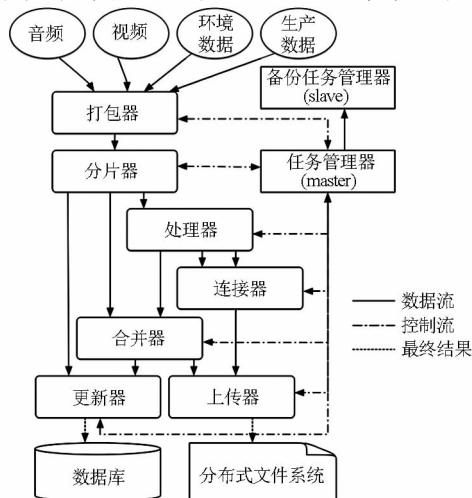 音频
视频
环境
数据
生产
数据
备份任务管理器
(slave)
打包器
分片器
任务管理器
(master)
处理器
连接器
数据流
控制流
合并器
最终结果
更新器
上传器
数据库
分布式文件系统